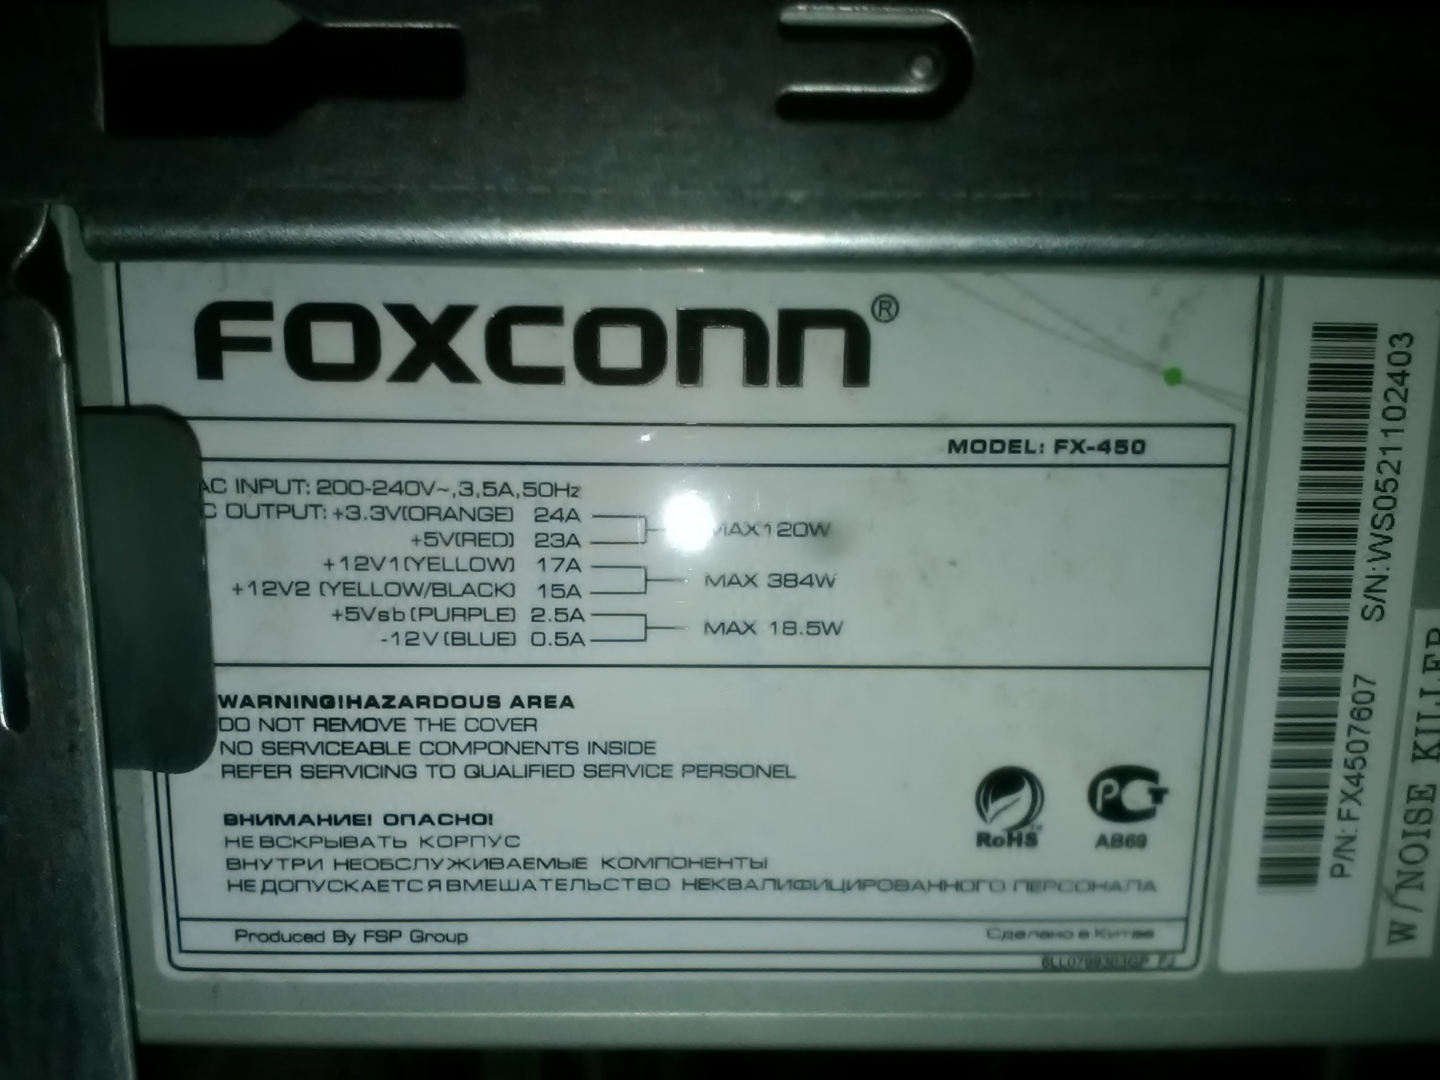 FOXCONN®
MODEL: FX-450
AC INPUT: 200-240V~,3,5A,50Hz
C OUTPUT: +3.3V(ORANGE) 24A
+5V(RED) 23A
MAX120W
+12V1(YELLOW) 17A
+12V2 (YELLOW/BLACK) 15A
MAX 384W
+5Vsb(PURPLE) 2.5A
-12V(BLUE) 0.5A
MAX 18.5W
WARNING!HAZARDOUS AREA
DO NOT REMOVE THE COVER
NO SERVICEABLE COMPONENTS INSIDE
REFER SERVICING TO QUALIFIED SERVICE PERSONEL
ВНИМАНИЕ! ОПАСНО!
НЕ ВСКРЫВАТЬ КОРПУС
ВНУТРИ НЕОБСЛУЖИВАЕМЫЕ КОМПОНЕНТЫ
НЕ ДОПУСКАЕТСЯ ВМЕШАТЕЛЬСТВО НЕКВАЛИФИЦИРОВАННОГО ПЕРСОНАЛА
RoHS
РСТ
АВ69
Produced By FSP Group
Сделано в Китае
S/N:WS0521102403
P/N: FX4507607
W/NOISE KILLER